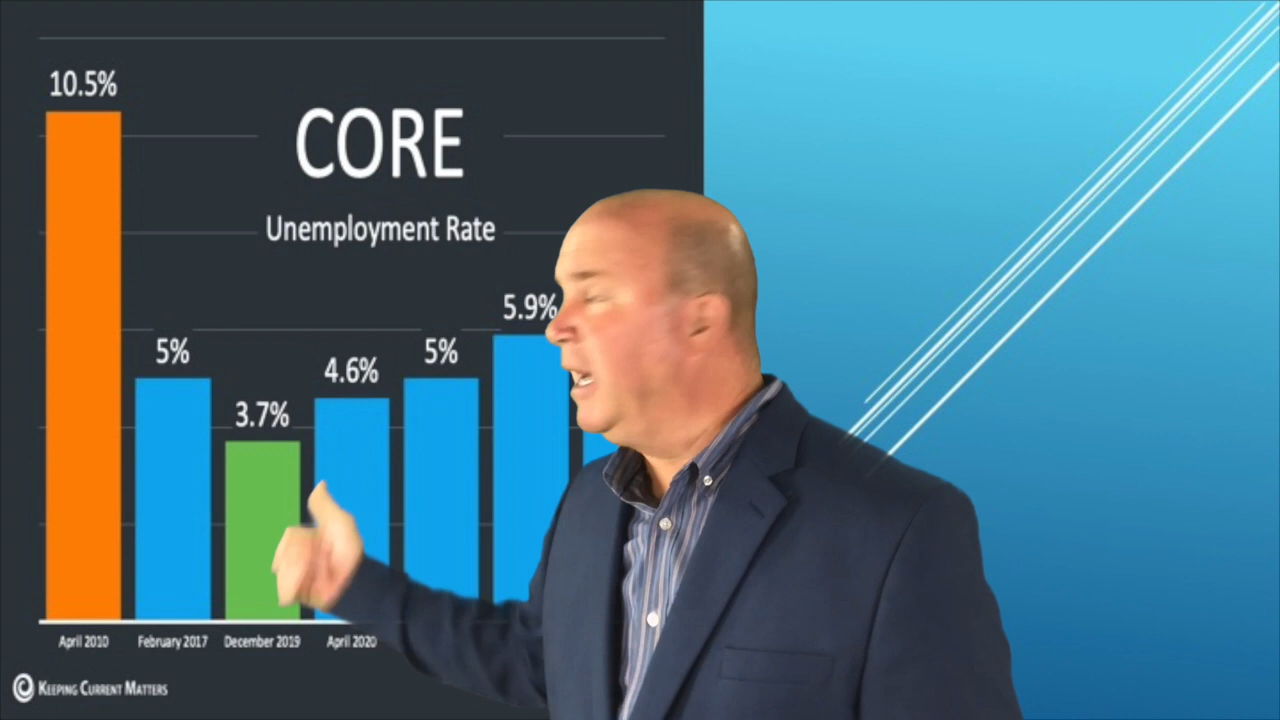 10.5%
CORE
Unemployment Rate
5.9%
5%
4.6%
5%
3.7%
April 2010
February 2017
December 2019
April 2020
KEEPING CURRENT MATTERS